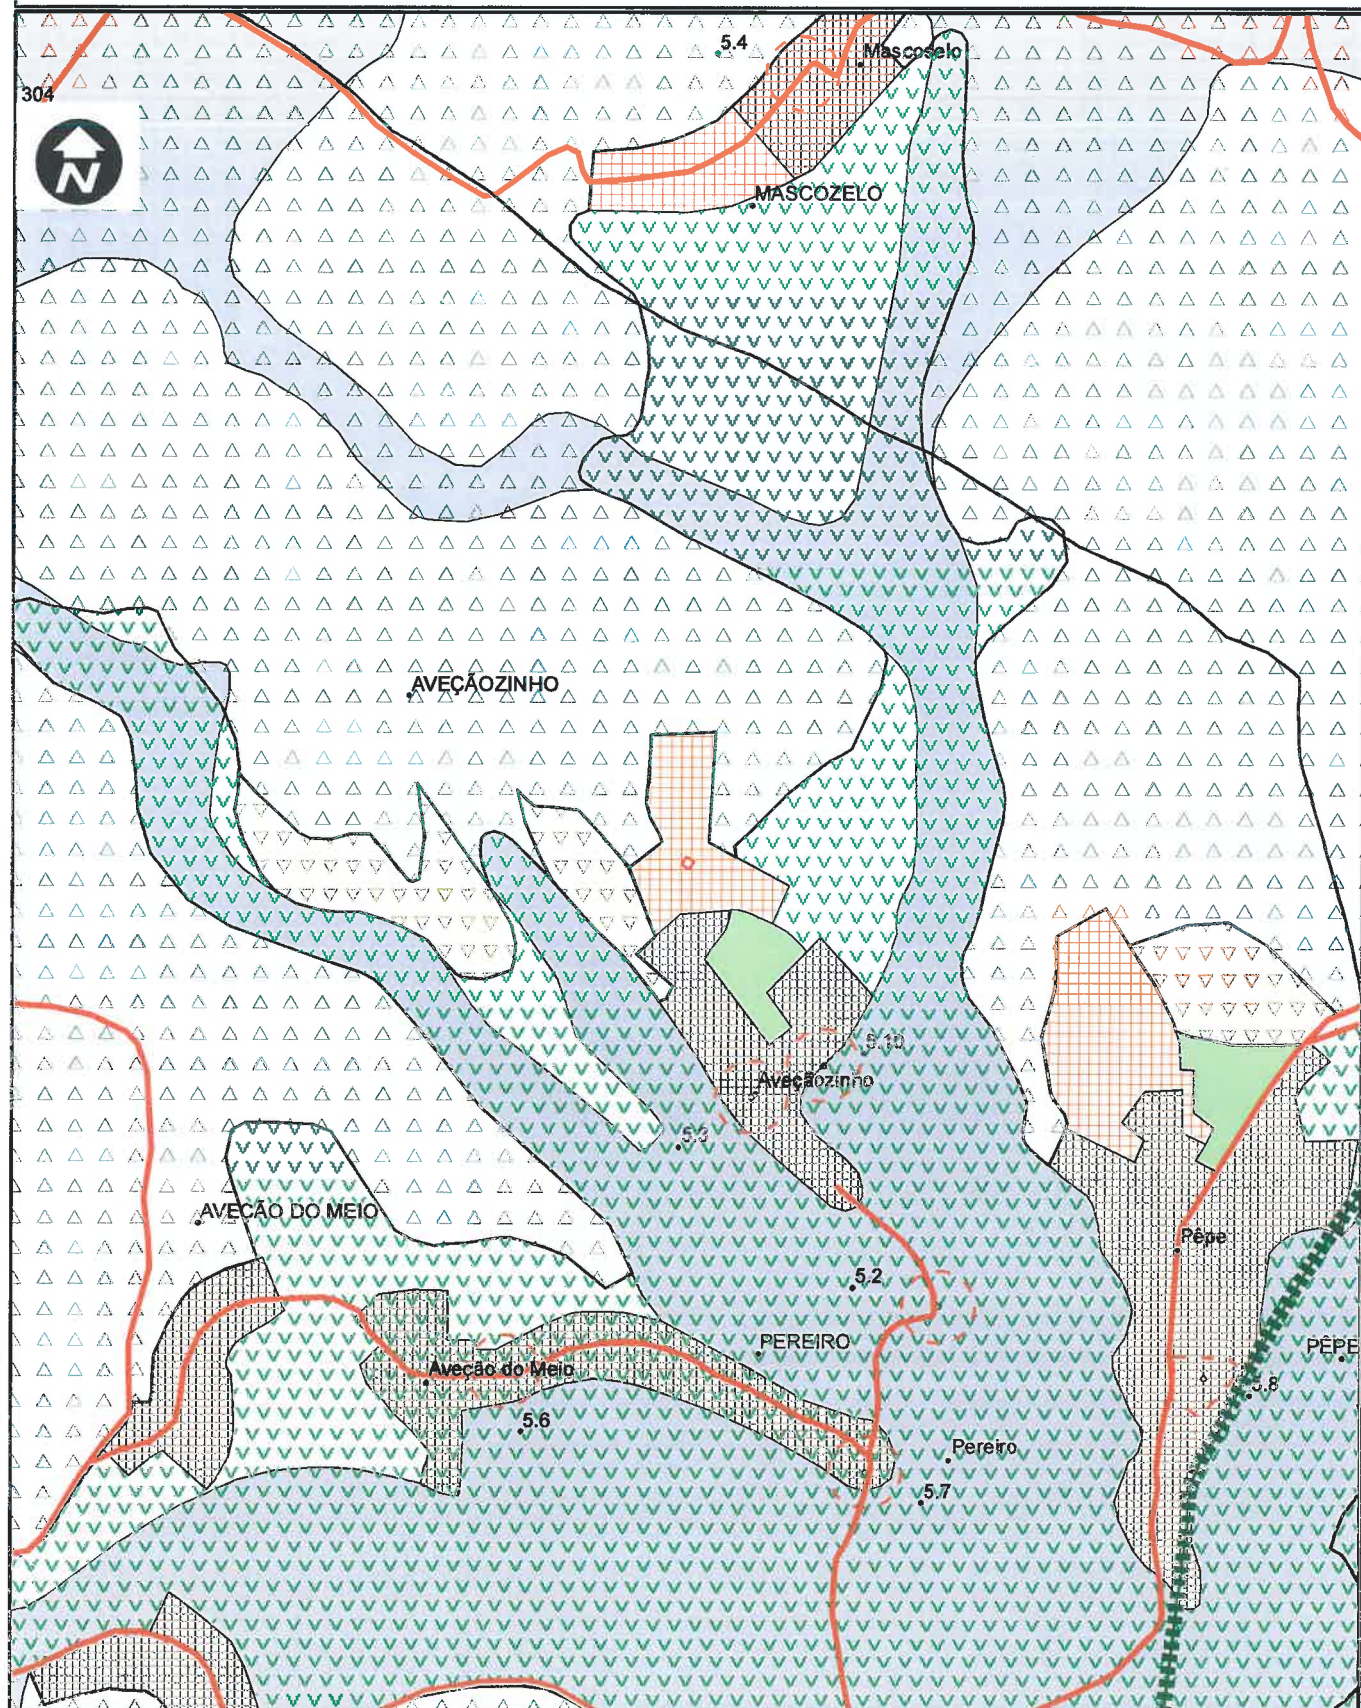 5.4
Mascoselo
304
N
MASCOZELO
AVEÇÃOZINHO
5.10
Aveçãozinho
5.3
AVEÇÃO DO MEIO
Pêpe
5.2
PEREIRO
PÊPE
Aveção do Meio
5.8
5.6
Pereiro
5.7